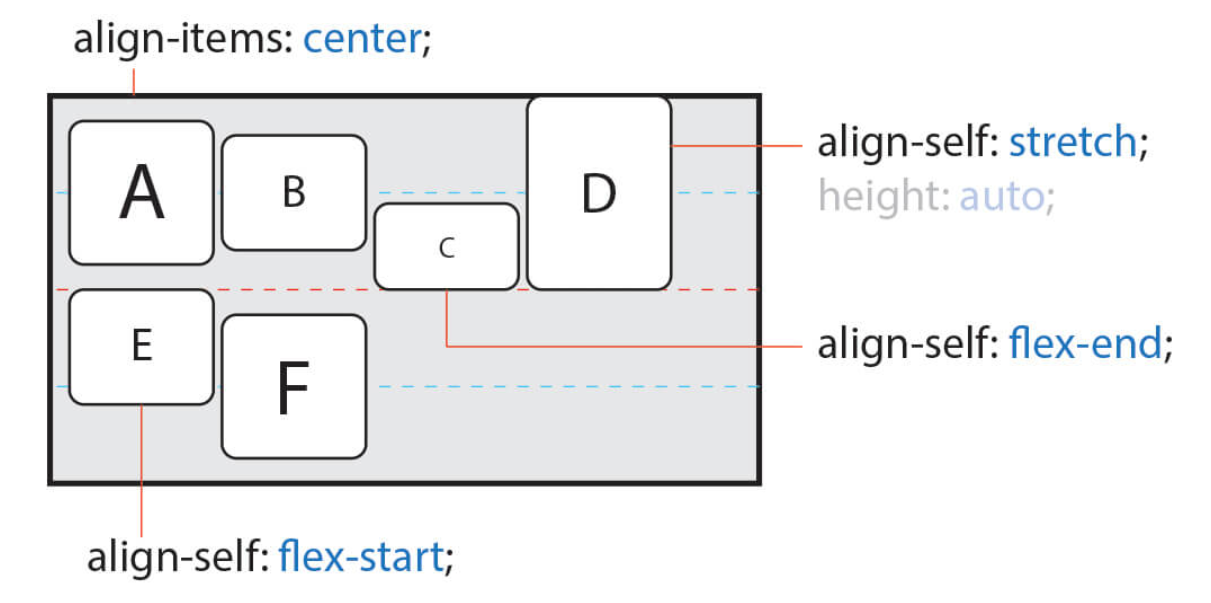 align-items: center;
A
B
C
D
align-self: stretch;
height: auto;
E
F
align-self: flex-end;
align-self: flex-start;